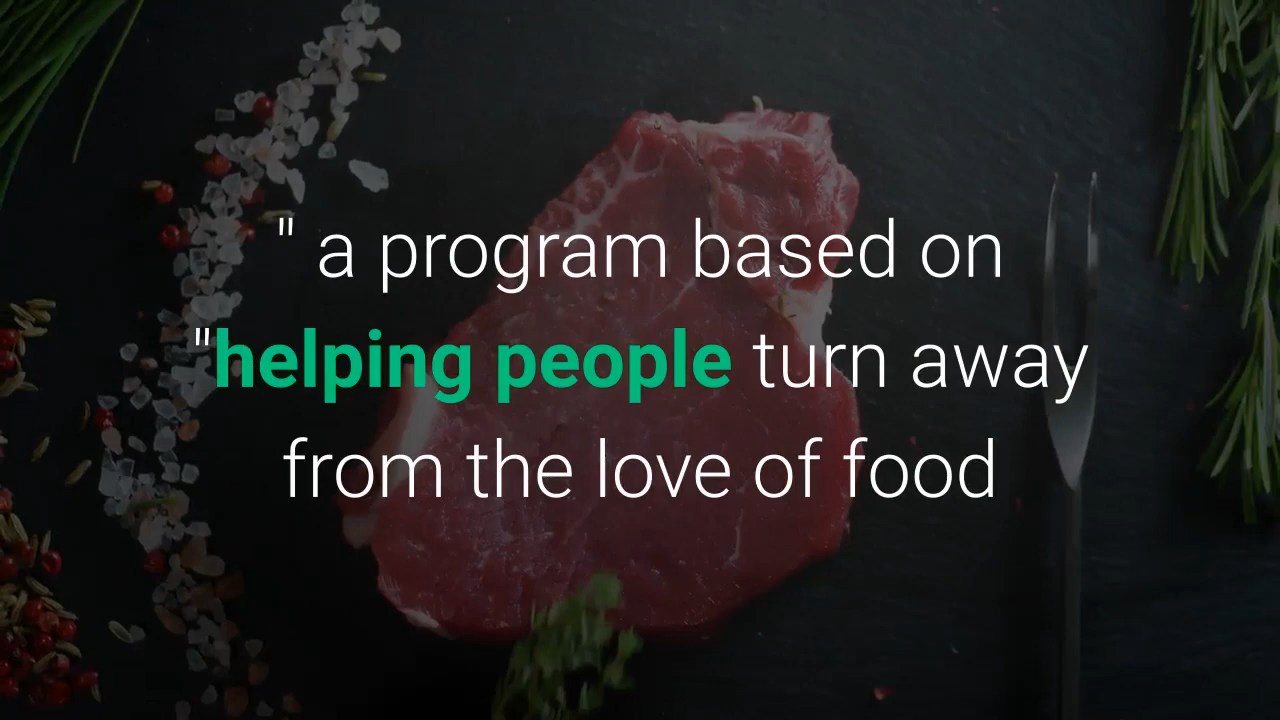 " a program based on
"helping people turn away
from the love of food